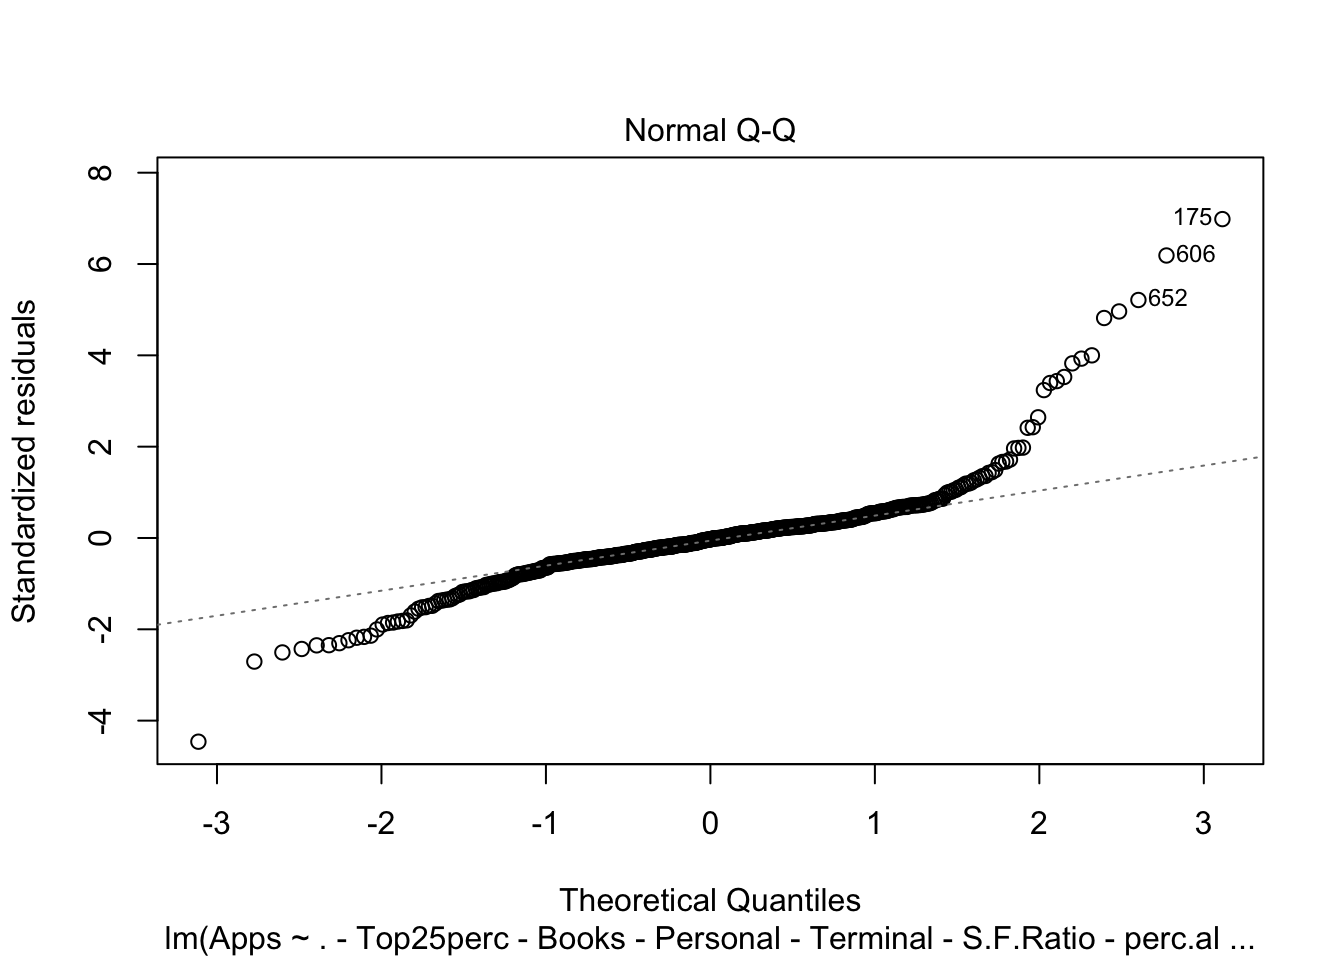 Normal Q-Q
Standardized residuals
8
6
4
2
0
-2
-4
175
606
652
-3 -2 -1 0 1 2 3
Theoretical Quantiles
lm(Apps ~ . - Top25perc - Books - Personal - Terminal - S.F.Ratio - perc.al ...